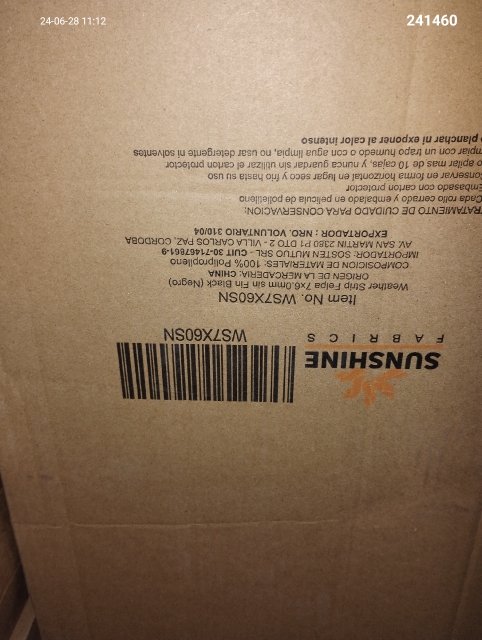 24-06-28 11:12
241460
SUNSHINE
FABRICS
WS7X60SN
Item No. WS7X60SN
Weather Strip Felpa 7x6.0mm sin Fin Black (Negro)
ORIGEN DE LA MERCADERIA: CHINA
COMPOSICION DE MATERIALES: 100% Polipropileno
IMPORTADOR: SOSTEN MUTUO SRL - CUIT 30-71467661-9
AV. SAN MARTIN 2380 P1 DTO 2 - VILLA CARLOS PAZ, CORDOBA
EXPORTADOR : NRO. VOLUNTARIO 310/04
TRATAMIENTO DE CUIDADO PARA CONSERVACION:
Cada rollo cerrado y embalado en pelicula de polietileno
Embasado con carton protector
Conservar en forma horizontal en lugar seco y frio hasta su uso
No apilar mas de 10 cajas, y nunca guardar sin utilizar el carton protector
Limpiar con un trapo humedo o con agua limpia, no usar detergente ni solventes
No planchar ni exponer al calor intenso